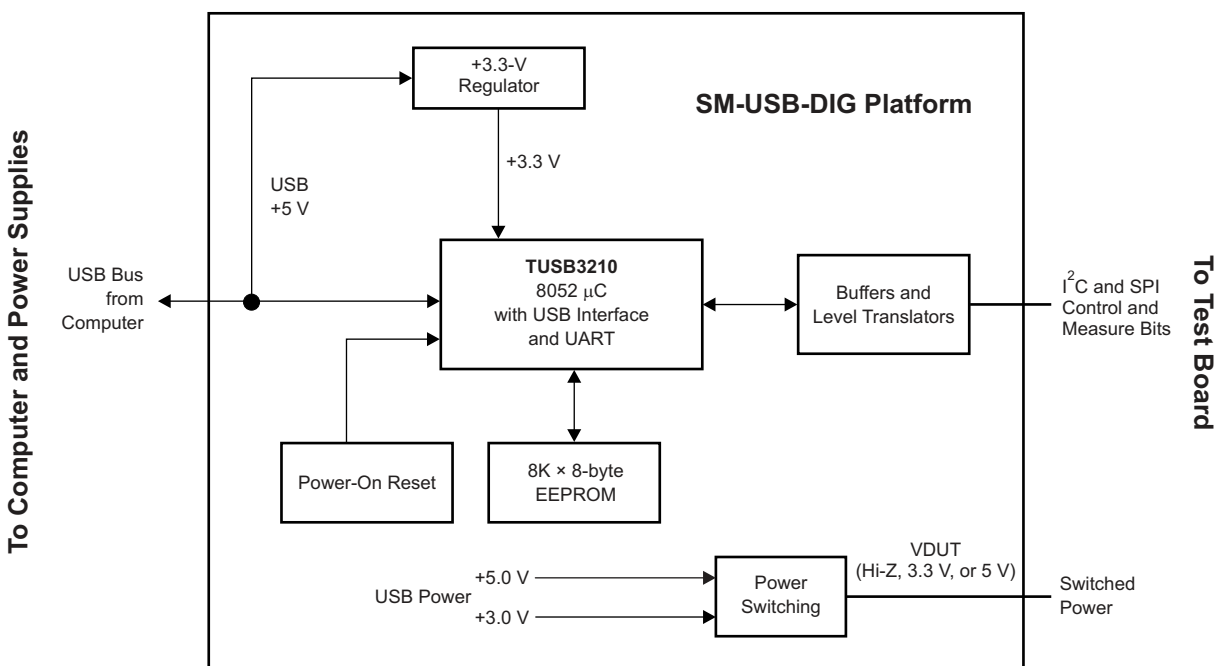 To Computer and Power Supplies
SM-USB-DIG Platform
+3.3-V
Regulator
+3.3 V
USB
+5 V
USB Bus
from
Computer
TUSB3210
8052 μC
with USB Interface
and UART
Buffers and
Level Translators
I²C and SPI
Control and
Measure Bits
To Test Board
Power-On Reset
8K × 8-byte
EEPROM
USB Power
+5.0 V
+3.0 V
Power
Switching
VDUT
(Hi-Z, 3.3 V, or 5 V)
Switched
Power